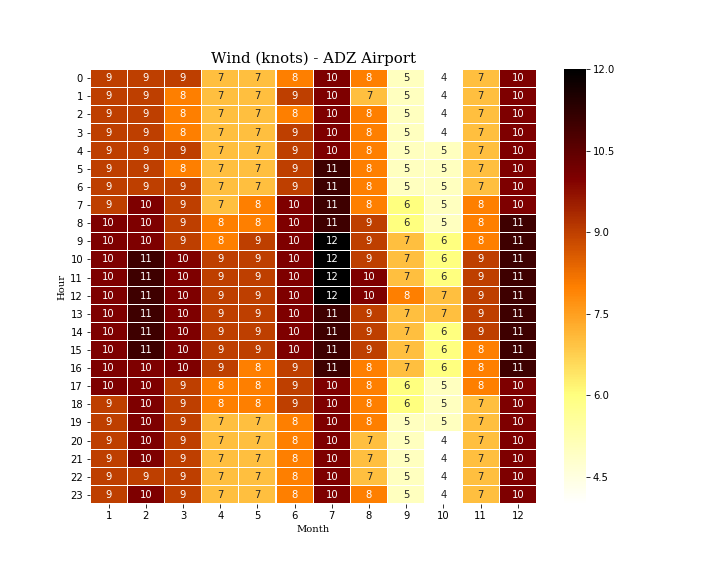 Wind (knots) - ADZ Airport
0 9 9 9 7 7 8 10 8 5 4 7 10
1 9 9 8 7 7 9 10 7 5 4 7 10
2 9 9 8 7 7 8 10 8 5 4 7 10
3 9 9 8 7 7 9 10 8 5 4 7 10
4 9 9 9 7 7 9 10 8 5 5 7 10
5 9 9 8 7 7 9 11 8 5 5 7 10
6 9 9 9 7 7 9 11 8 5 5 7 10
7 9 10 9 7 8 10 11 8 6 5 8 10
8 10 10 9 8 8 10 11 9 6 5 8 11
9 10 10 9 8 9 10 12 9 7 6 8 11
10 10 11 10 9 9 10 12 9 7 6 9 11
11 10 11 10 9 9 10 12 10 7 6 9 11
12 10 11 10 9 9 10 12 10 8 7 9 11
13 10 11 10 9 9 10 11 9 7 7 9 11
14 10 11 10 9 9 10 11 9 7 6 9 11
15 10 11 10 9 9 10 11 9 7 6 8 11
16 10 10 10 9 8 9 11 8 7 6 8 11
17 10 10 9 8 8 9 10 8 6 5 8 10
18 9 10 9 8 8 9 10 8 6 5 7 10
19 9 10 9 7 7 8 10 8 5 5 7 10
20 9 10 9 7 7 8 10 7 5 4 7 10
21 9 10 9 7 7 8 10 7 5 4 7 10
22 9 9 9 7 7 8 10 7 5 4 7 10
23 9 10 9 7 7 8 10 8 5 4 7 10
1 2 3 4 5 6 7 8 9 10 11 12
Month
Hour
12.0
10.5
9.0
7.5
6.0
4.5